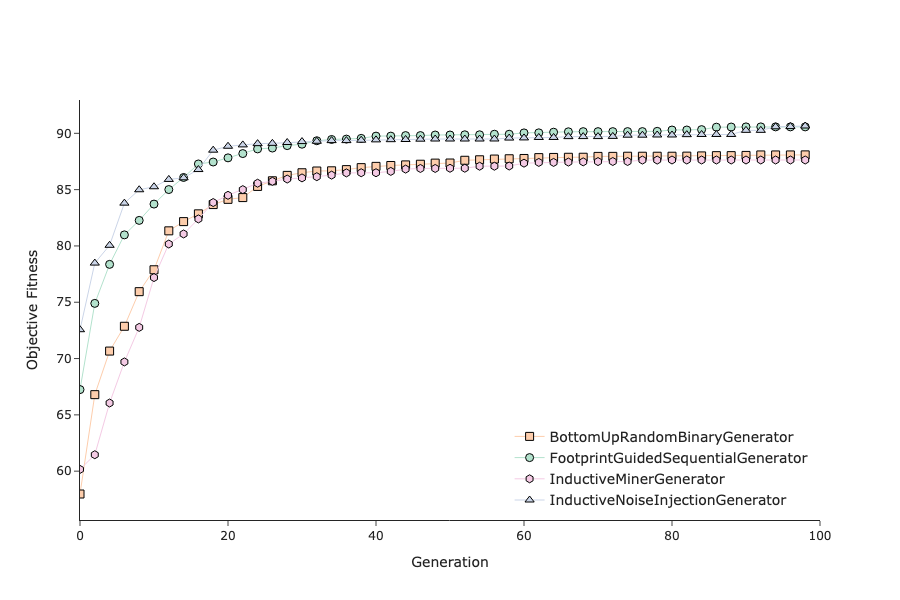 90
85
80
75
70
65
60
Objective Fitness
BottomUpRandomBinaryGenerator
FootprintGuidedSequentialGenerator
InductiveMinerGenerator
InductiveNoiseInjectionGenerator
0 20 40 60 80 100
Generation